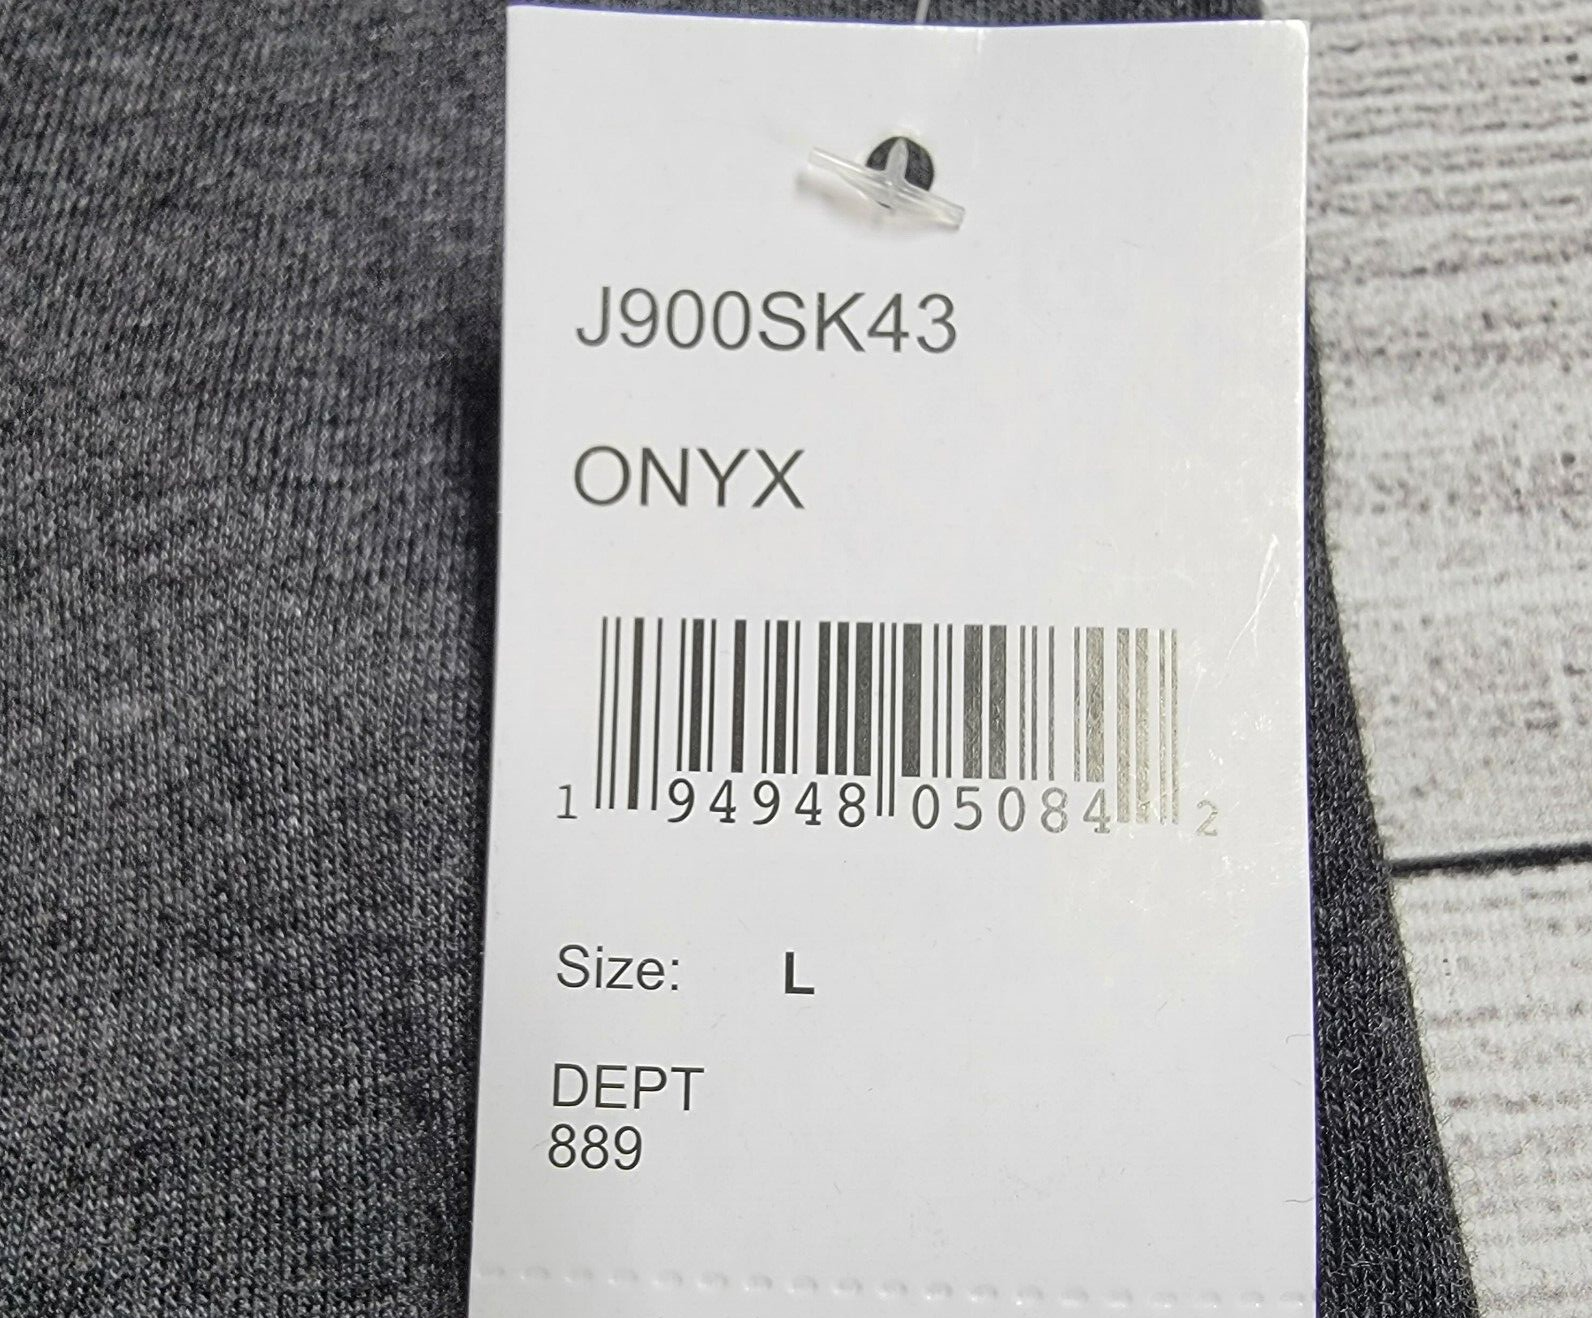 J900SK43
ONYX
1 94948 05084 2
Size: L
DEPT
889